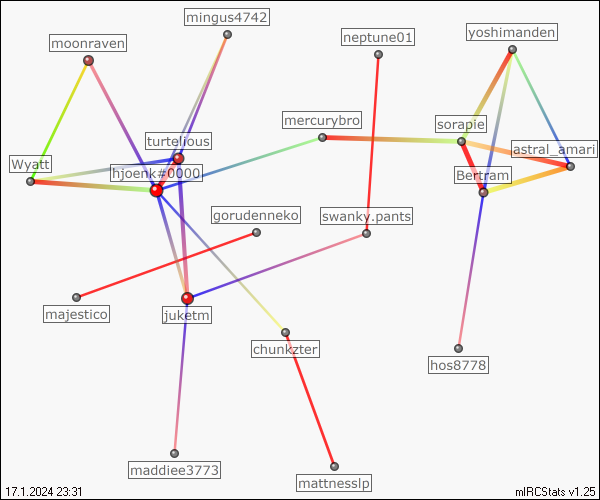 mingus4742
moonraven
neptune01
yoshimanden
mercurybro
sorapie
turtelious
astral_amari
Wyatt
hjoenk#0000
Bertram
gorudenneko
swanky.pants
majestico
juketm
chunkzter
hos8778
maddiee3773
mattnesslp
17.1.2024 23:31
mIRCStats v1.25